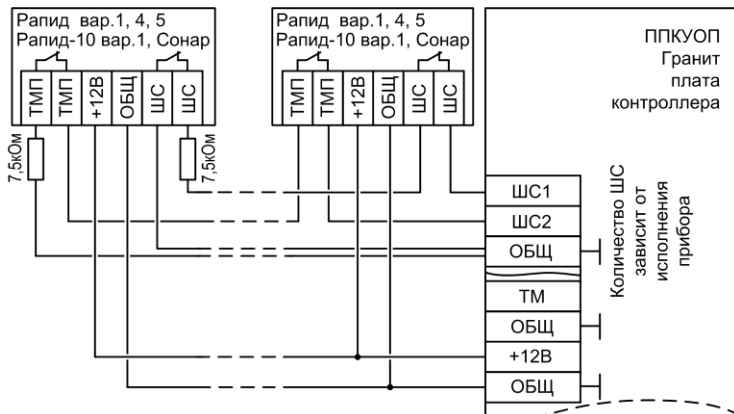 Рапид вар.1, 4, 5
Рапид-10 вар.1, Сонар
ТМП
ТМП
+12В
ОБЩ
ШС
ШС
7,5кОм
7,5кОм
Рапид вар.1, 4, 5
Рапид-10 вар.1, Сонар
ТМП
ТМП
+12В
ОБЩ
ШС
ШС
ППКУОП
Гранит
плата
контроллера
ШС1
ШС2
ОБЩ
ТМ
ОБЩ
+12В
ОБЩ
Количество ШС
зависит от
исполнения
прибора